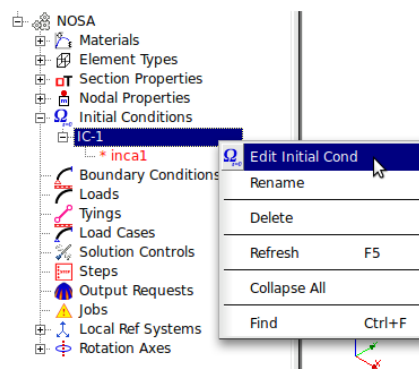 NOSA
Materials
Element Types
Section Properties
Nodal Properties
Initial Conditions
IC-1
* inca1
Boundary Conditions
Loads
Tyings
Load Cases
Solution Controls
Steps
Output Requests
Jobs
Local Ref Systems
Rotation Axes
Edit Initial Cond
Rename
Delete
Refresh F5
Collapse All
Find Ctrl+F